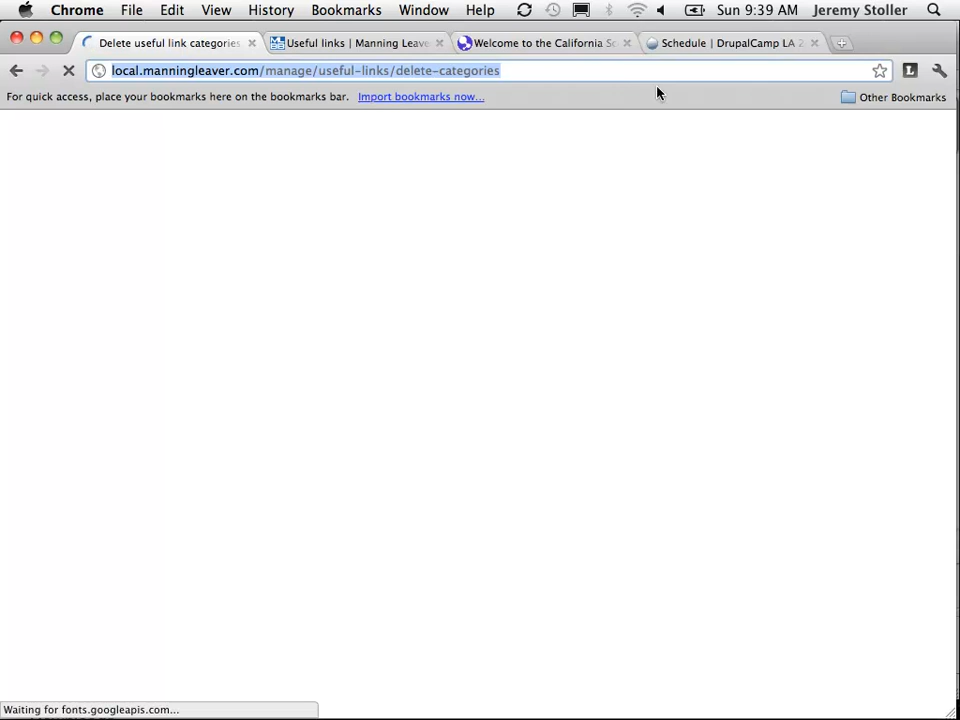 Chrome File Edit View History Bookmarks Window Help Sun 9:39 AM Jeremy Stoller
Delete useful link categories Useful links | Manning Leave Welcome to the California Sc Schedule | DrupalCamp LA 2
local.manningleaver.com/manage/useful-links/delete-categories L
For quick access, place your bookmarks here on the bookmarks bar. Import bookmarks now... Other Bookmarks
Waiting for fonts.googleapis.com...